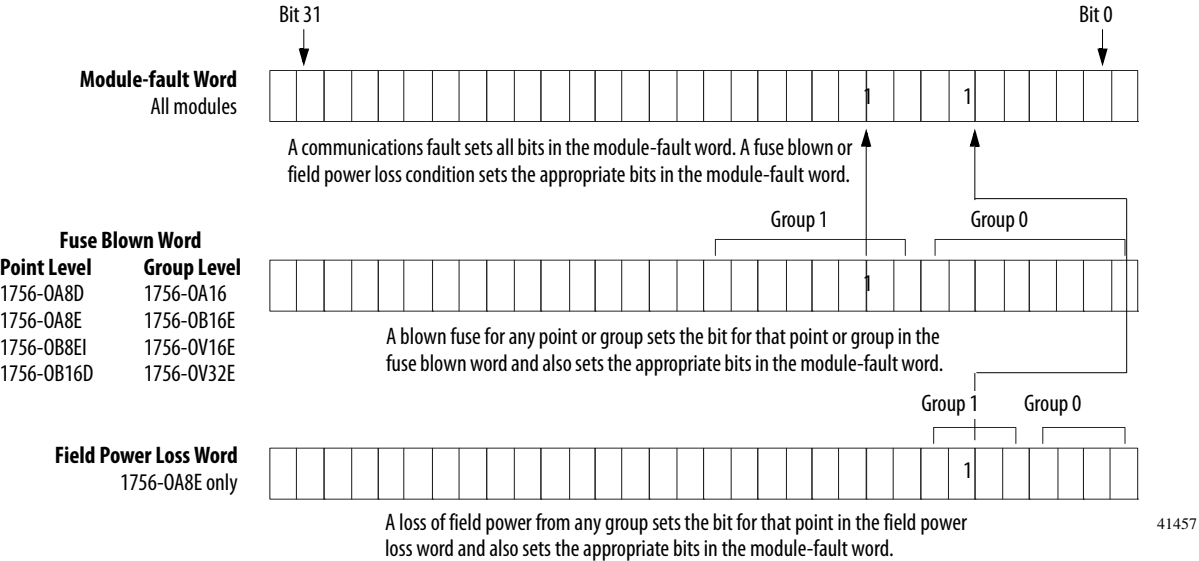 Bit 31
Bit 0
Module-fault Word
All modules
1
1
A communications fault sets all bits in the module-fault word. A fuse blown or
field power loss condition sets the appropriate bits in the module-fault word.
Group 1
Group 0
Fuse Blown Word
Point Level Group Level
1756-OA8D 1756-OA16
1756-OA8E 1756-OB16E
1756-OB8EI 1756-OV16E
1756-OB16D 1756-OV32E
1
A blown fuse for any point or group sets the bit for that point or group in the
fuse blown word and also sets the appropriate bits in the module-fault word.
Group 1
Group 0
Field Power Loss Word
1756-OA8E only
1
A loss of field power from any group sets the bit for that point in the field power
loss word and also sets the appropriate bits in the module-fault word.
41457